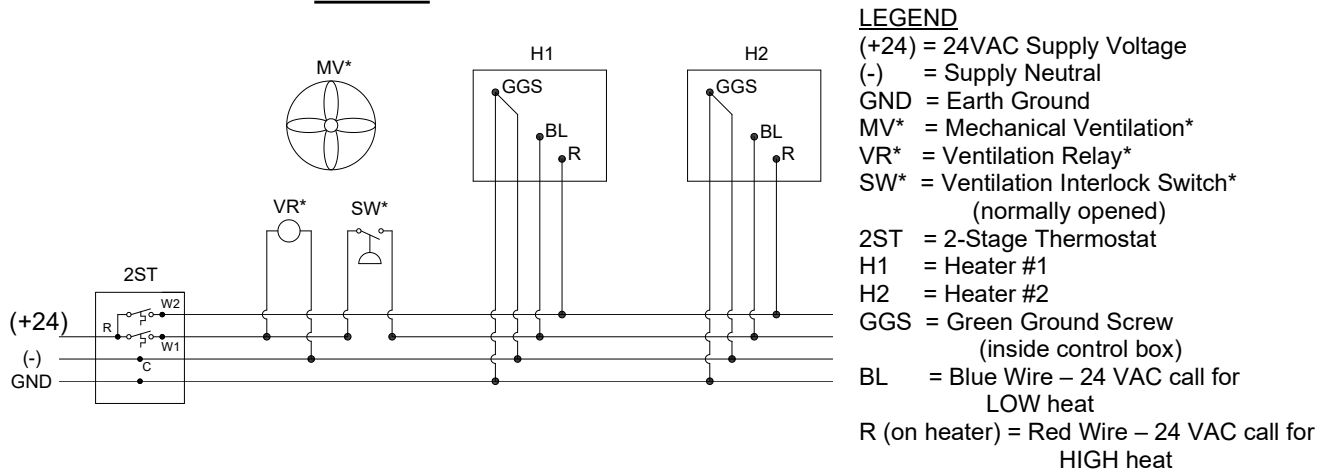 MV*
H1
H2
GGS
GGS
BL
BL
R
R
VR*
SW*
2ST
W2
(+24)
R
W1
(-)
C
GND
LEGEND
(+24) = 24VAC Supply Voltage
(-) = Supply Neutral
GND = Earth Ground
MV* = Mechanical Ventilation*
VR* = Ventilation Relay*
SW* = Ventilation Interlock Switch*
(normally opened)
2ST = 2-Stage Thermostat
H1 = Heater #1
H2 = Heater #2
GGS = Green Ground Screw
(inside control box)
BL = Blue Wire – 24 VAC call for
LOW heat
R (on heater) = Red Wire – 24 VAC call for
HIGH heat